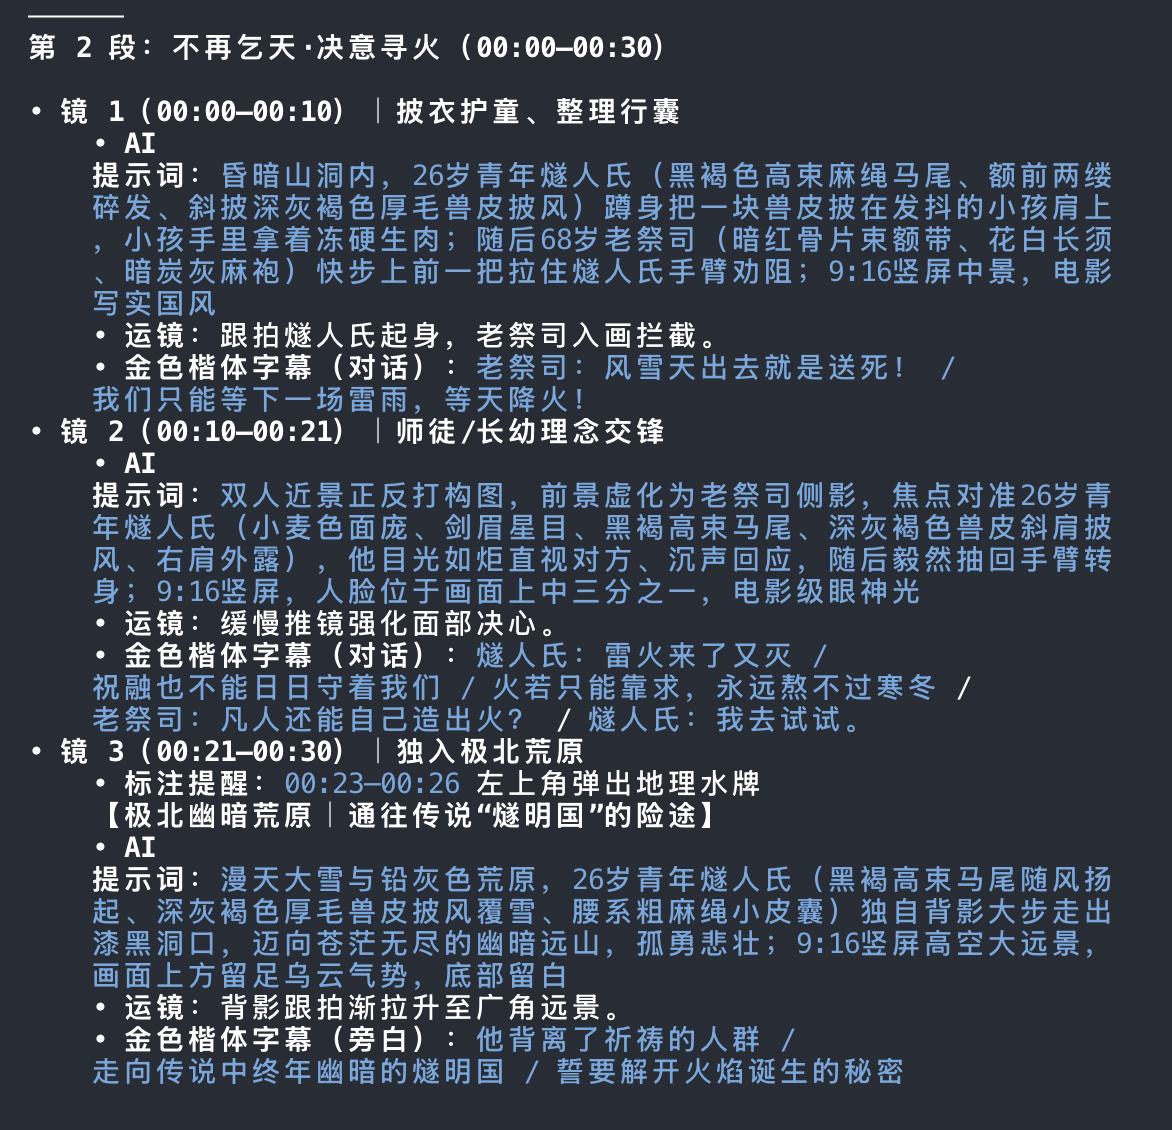 第 2 段：不再乞天·决意寻火（00:00—00:30）
• 镜 1（00:00—00:10）｜披衣护童、整理行囊
• AI
提示词：昏暗山洞内，26岁青年燧人氏（黑褐色高束麻绳马尾、额前两缕
碎发、斜披深灰褐色厚毛兽皮披风）蹲身把一块兽皮披在发抖的小孩肩上
，小孩手里拿着冻硬生肉；随后68岁老祭司（暗红骨片束额带、花白长须
、暗炭灰麻袍）快步上前一把拉住燧人氏手臂劝阻；9:16竖屏中景，电影
写实国风
• 运镜：跟拍燧人氏起身，老祭司入画拦截。
• 金色楷体字幕（对话）：老祭司：风雪天出去就是送死！ /
我们只能等下一场雷雨，等天降火！
• 镜 2（00:10—00:21）｜师徒/长幼理念交锋
• AI
提示词：双人近景正反打构图，前景虚化为老祭司侧影，焦点对准26岁青
年燧人氏（小麦色面庞、剑眉星目、黑褐高束马尾、深灰褐色兽皮斜肩披
风、右肩外露），他目光如炬直视对方、沉声回应，随后毅然抽回手臂转
身；9:16竖屏，人脸位于画面上中三分之一，电影级眼神光
• 运镜：缓慢推镜强化面部决心。
• 金色楷体字幕（对话）：燧人氏：雷火来了又灭 /
祝融也不能日日守着我们 / 火若只能靠求，永远熬不过寒冬 /
老祭司：凡人还能自己造出火？ / 燧人氏：我去试试。
• 镜 3（00:21—00:30）｜独入极北荒原
• 标注提醒：00:23—00:26 左上角弹出地理水牌
【极北幽暗荒原｜通往传说“燧明国”的险途】
• AI
提示词：漫天大雪与铅灰色荒原，26岁青年燧人氏（黑褐高束马尾随风扬
起、深灰褐色厚毛兽皮披风覆雪、腰系粗麻绳小皮囊）独自背影大步走出
漆黑洞口，迈向苍茫无尽的幽暗远山，孤勇悲壮；9:16竖屏高空大远景，
画面上方留足乌云气势，底部留白
• 运镜：背影跟拍渐拉升至广角远景。
• 金色楷体字幕（旁白）：他背离了祈祷的人群 /
走向传说中终年幽暗的燧明国 / 誓要解开火焰诞生的秘密